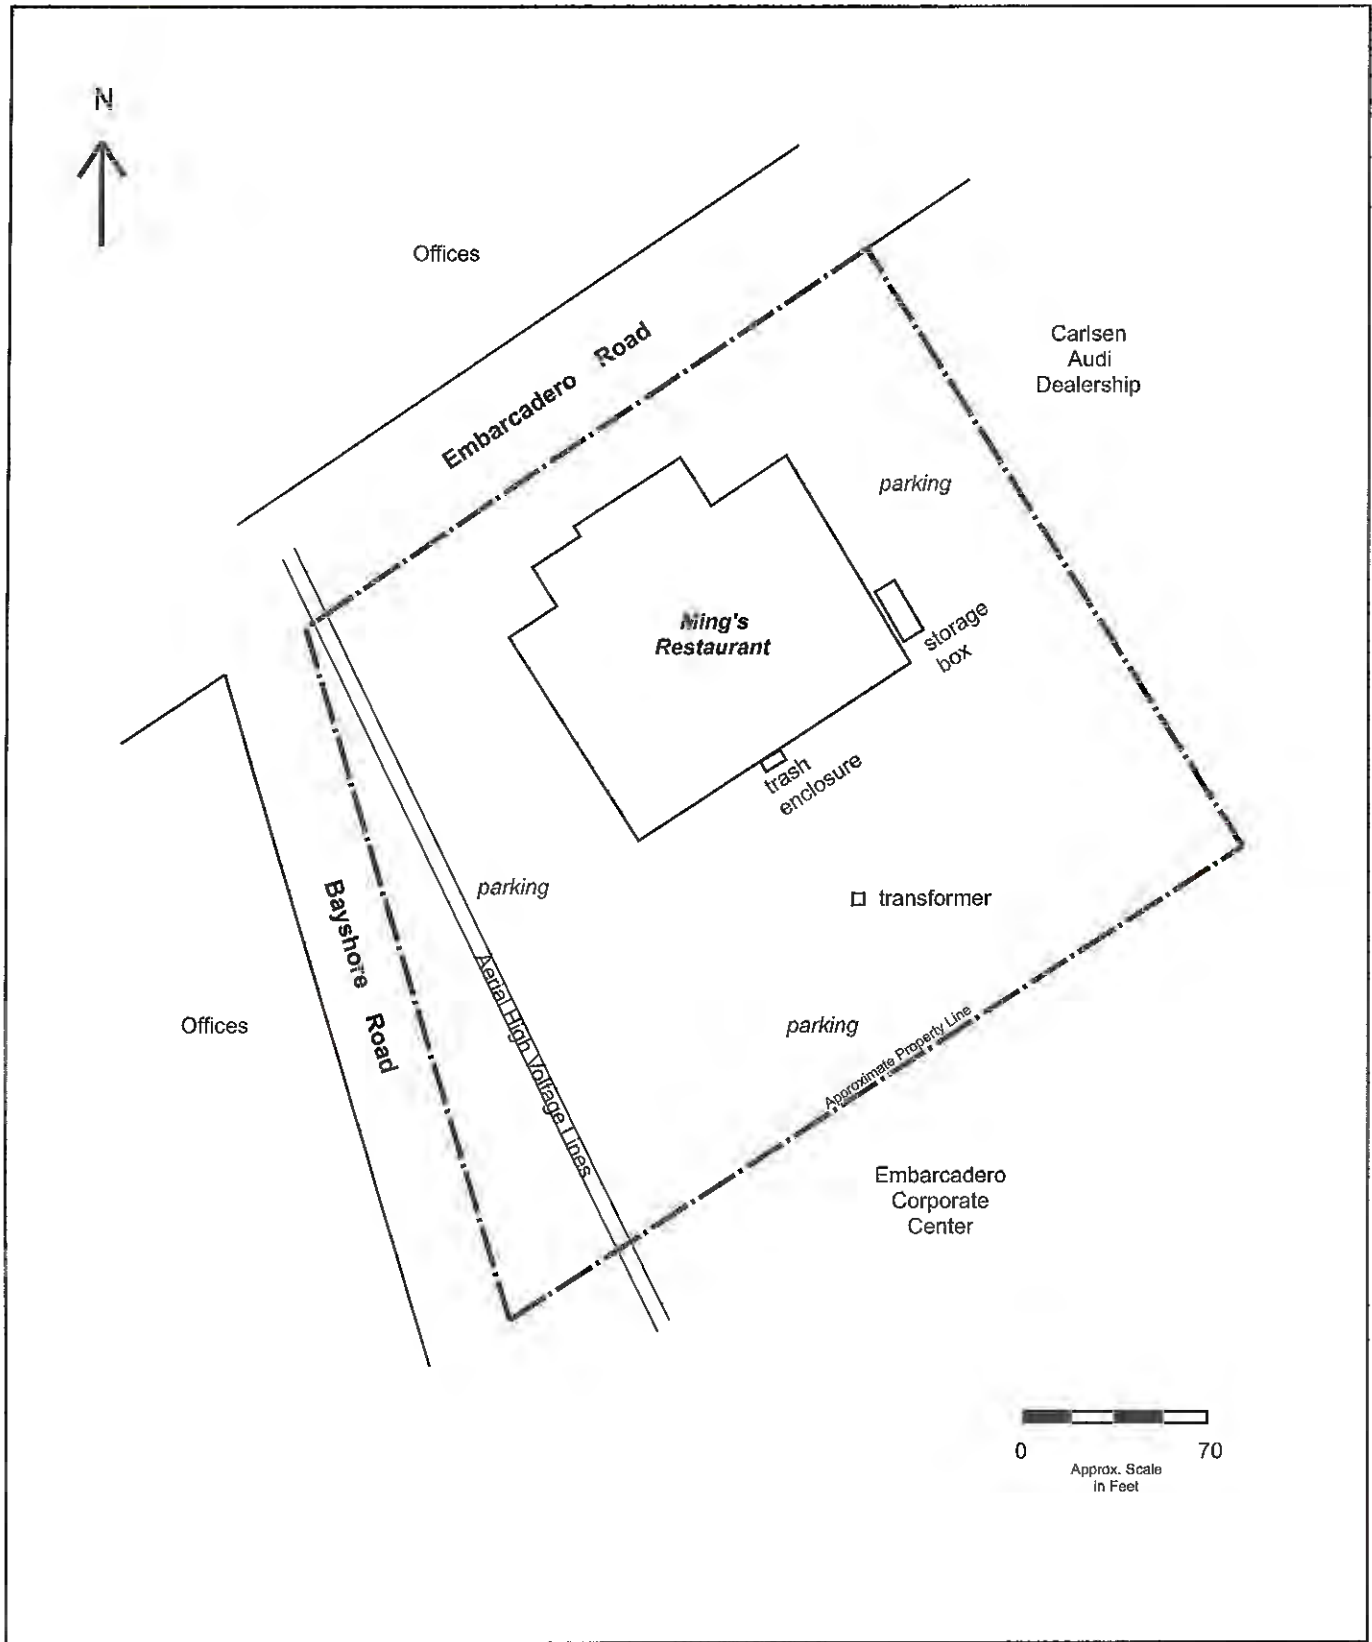 N
Offices
Embarcadero Road
Carlsen
Audi
Dealership
parking
Ming's
Restaurant
storage
box
trash
enclosure
parking
transformer
Bayshore Road
Aerial High Voltage Lines
Offices
parking
Approximate Property Line
Embarcadero
Corporate
Center
0 70
Approx. Scale
in Feet